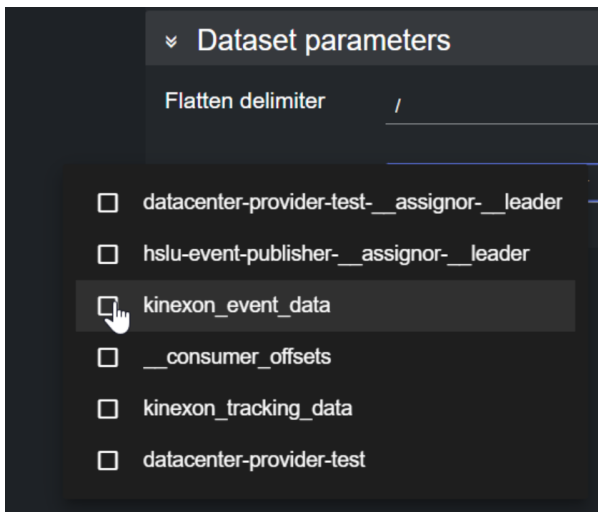 Dataset parameters
Flatten delimiter /
datacenter-provider-test-__assignor-__leader
hslu-event-publisher-__assignor-__leader
kinexon_event_data
__consumer_offsets
kinexon_tracking_data
datacenter-provider-test